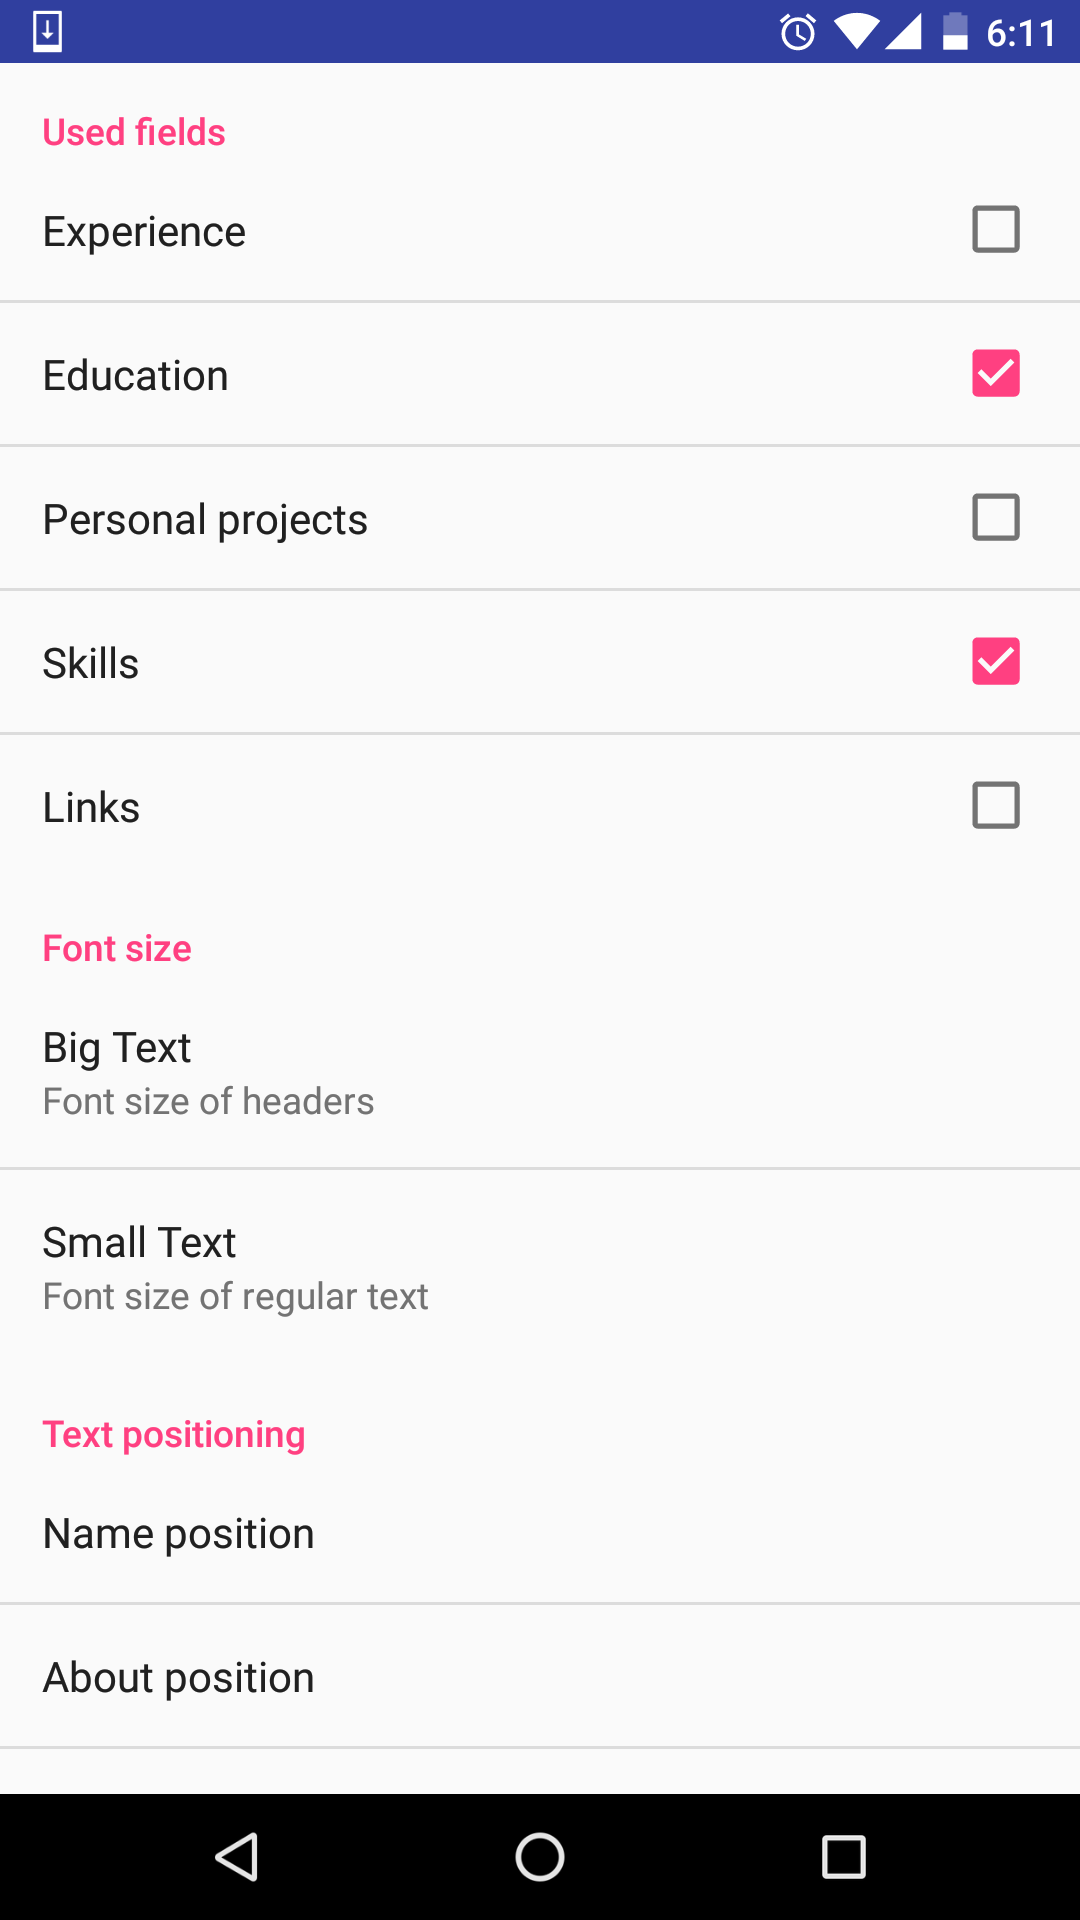 6:11
Used fields
Experience
Education
Personal projects
Skills
Links
Font size
Big Text
Font size of headers
Small Text
Font size of regular text
Text positioning
Name position
About position